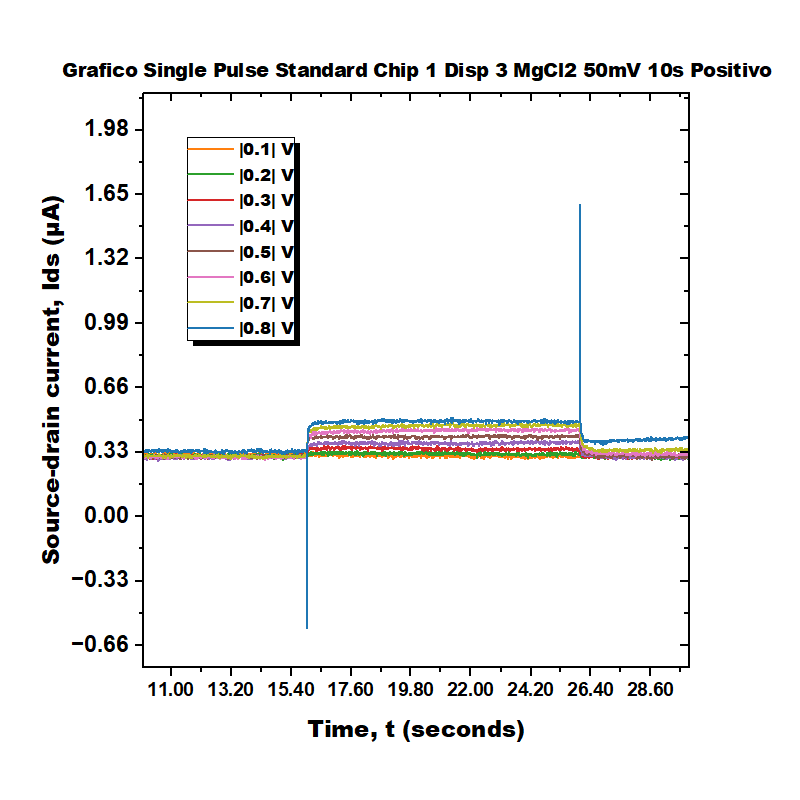 Grafico Single Pulse Standard Chip 1 Disp 3 MgCl2 50mV 10s Positivo
1.98
1.65
1.32
0.99
0.66
0.33
0.00
−0.33
−0.66
Source-drain current, Ids (μA)
|0.1| V
|0.2| V
|0.3| V
|0.4| V
|0.5| V
|0.6| V
|0.7| V
|0.8| V
11.00 13.20 15.40 17.60 19.80 22.00 24.20 26.40 28.60
Time, t (seconds)